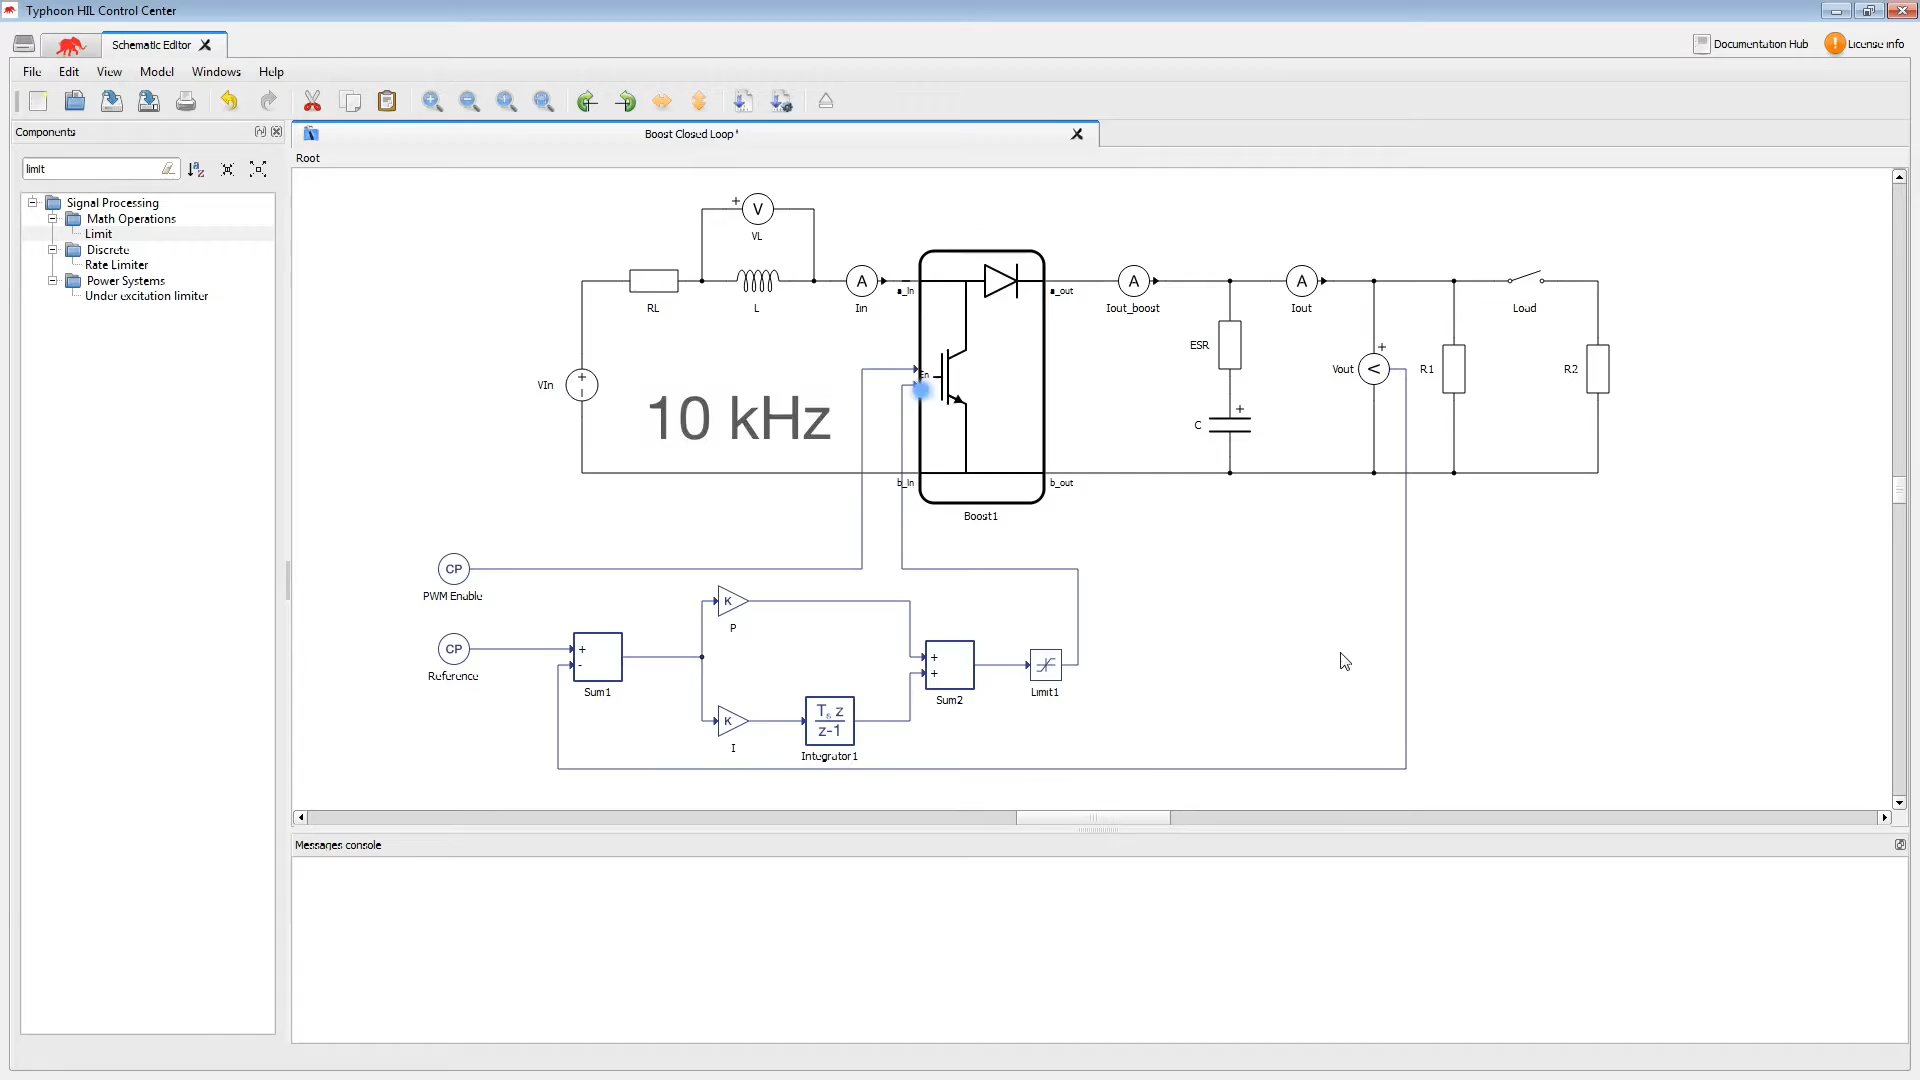 Typhoon HIL Control Center
Schematic Editor
Documentation Hub
License info
File Edit View Model Windows Help
Components
Boost Closed Loop *
Root
limit
Signal Processing
Math Operations
Limit
Discrete
Rate Limiter
Power Systems
Under excitation limiter
+ V
VL
RL
L
A
Iin
a_in
a_out
A
Iout_boost
A
Iout
Load
ESR
+
C
VIn
+
Vout
+
V
R1
R2
En
10 kHz
b_in
b_out
Boost1
CP
PWM Enable
K
P
CP
Reference
+
-
Sum1
+
+
Sum2
Limit1
K
I
Ts z
z-1
Integrator1
Messages console